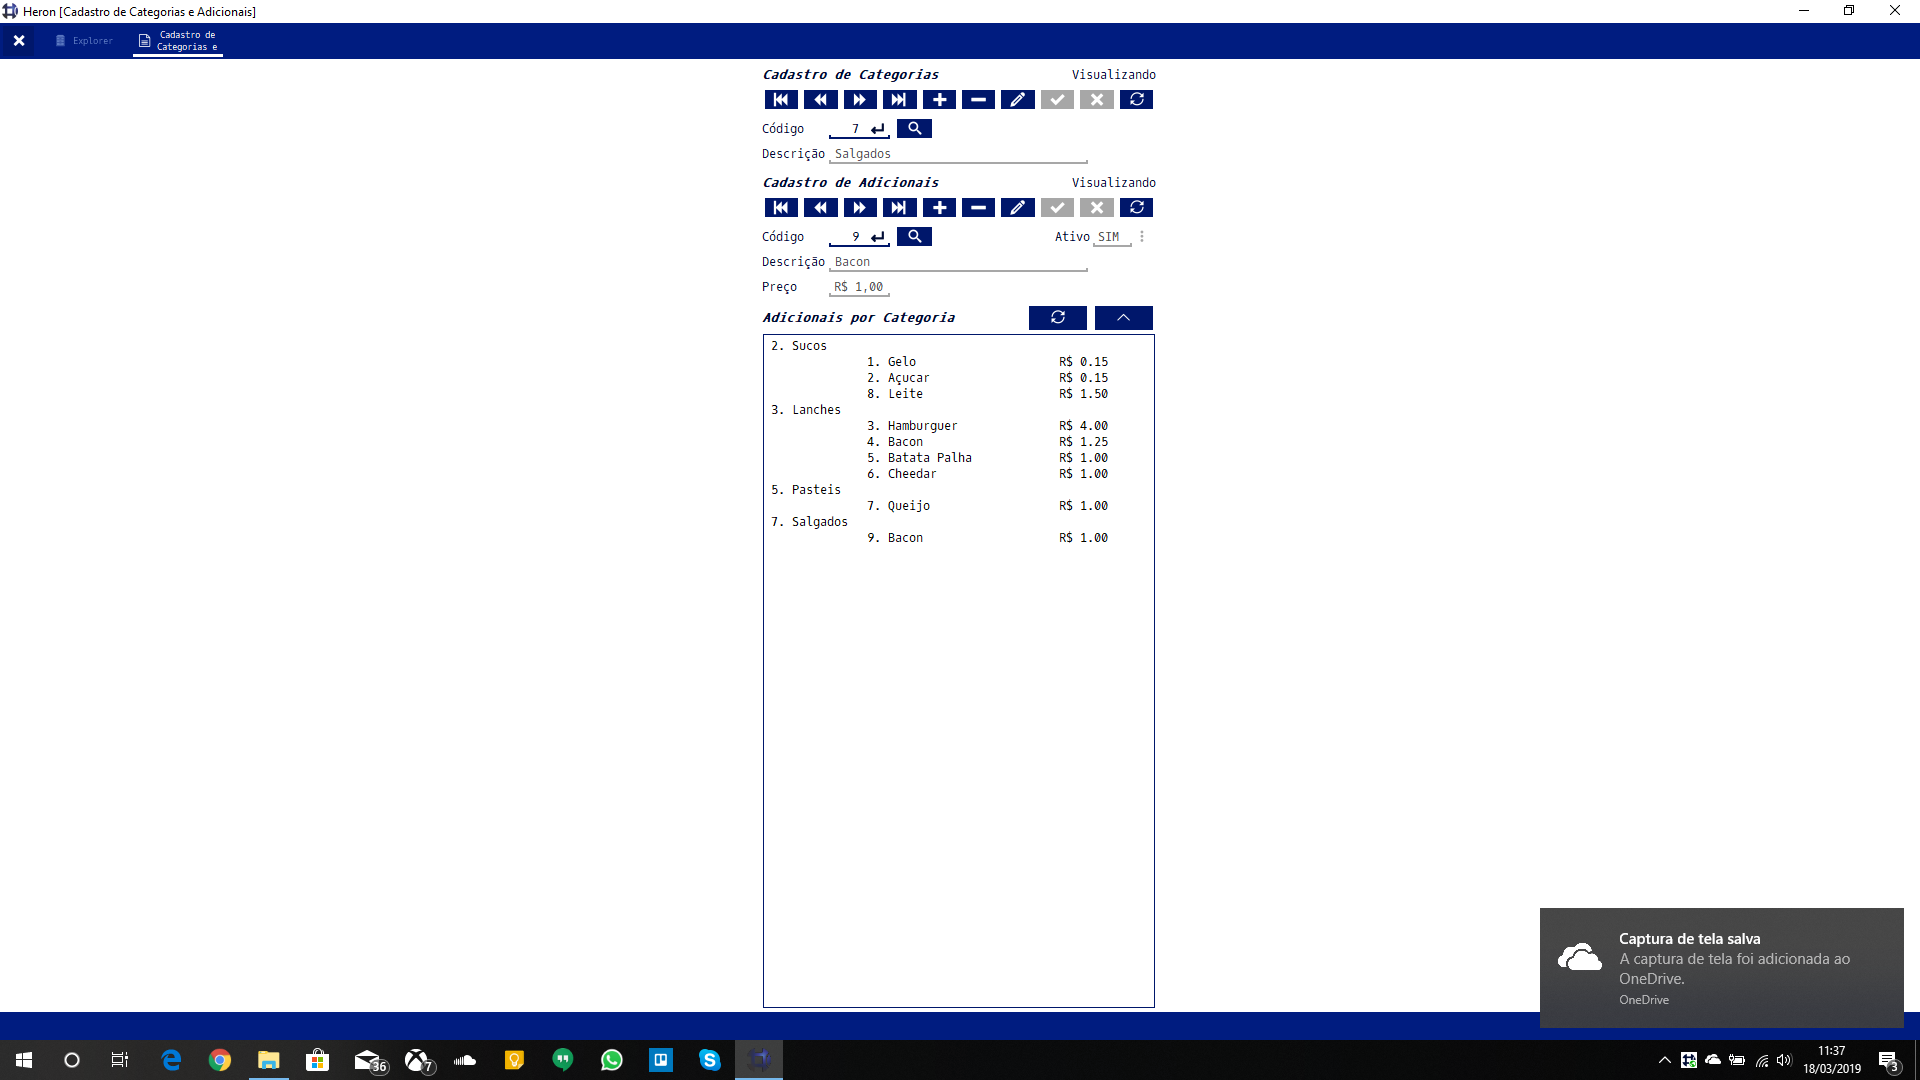 Heron [Cadastro de Categorias e Adicionais]
Explorer
Cadastro de
Categorias e
Cadastro de Categorias Visualizando
Código 7
Descrição Salgados
Cadastro de Adicionais Visualizando
Código 9 Ativo SIM
Descrição Bacon
Preço R$ 1,00
Adicionais por Categoria
2. Sucos
1. Gelo R$ 0.15
2. Açucar R$ 0.15
8. Leite R$ 1.50
3. Lanches
3. Hamburguer R$ 4.00
4. Bacon R$ 1.25
5. Batata Palha R$ 1.00
6. Cheedar R$ 1.00
5. Pasteis
7. Queijo R$ 1.00
7. Salgados
9. Bacon R$ 1.00
Captura de tela salva
A captura de tela foi adicionada ao
OneDrive.
OneDrive
36
7
11:37
18/03/2019
3